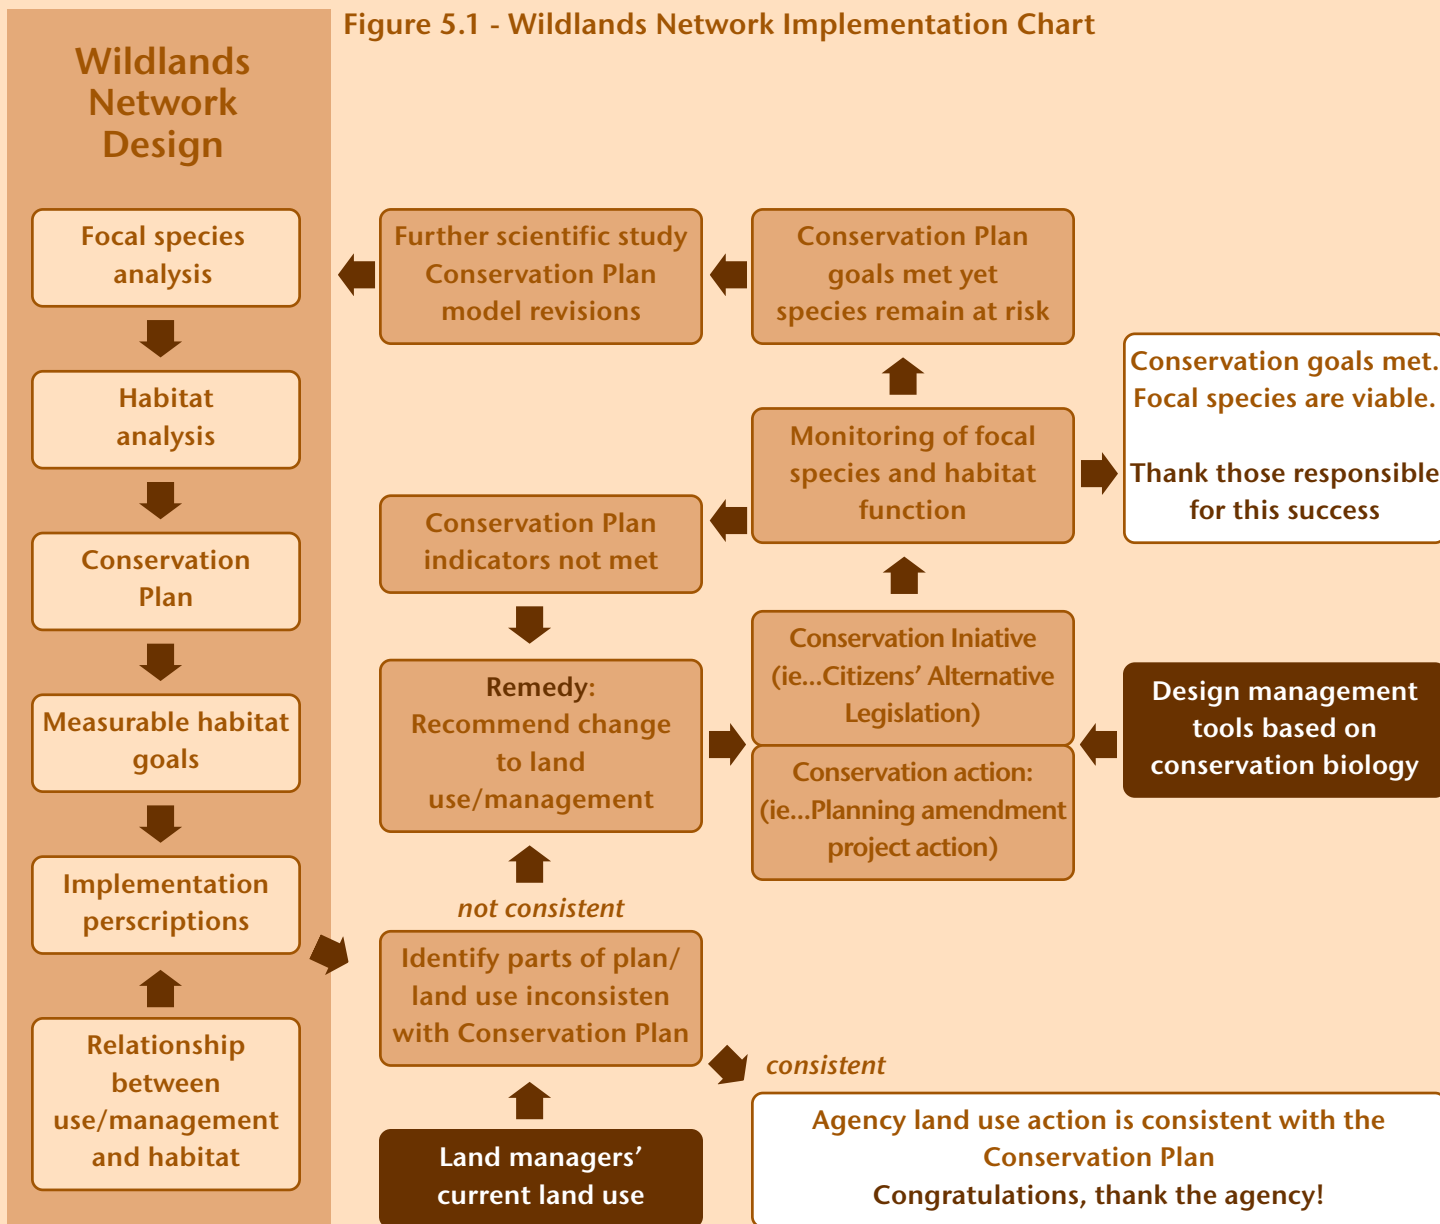 Figure 5.1 - Wildlands Network Implementation Chart
Wildlands
Network
Design
Focal species
analysis
Habitat
analysis
Conservation
Plan
Measurable habitat
goals
Implementation
perscriptions
Relationship
between
use/management
and habitat
Further scientific study
Conservation Plan
model revisions
Conservation Plan
goals met yet
species remain at risk
Conservation goals met.
Focal species are viable.
Thank those responsible
for this success
Monitoring of focal
species and habitat
function
Conservation Plan
indicators not met
Remedy:
Recommend change
to land
use/management
Conservation Iniative
(ie...Citizens’ Alternative
Legislation)
Conservation action:
(ie...Planning amendment
project action)
Design management
tools based on
conservation biology
not consistent
Identify parts of plan/
land use inconsisten
with Conservation Plan
consistent
Land managers’
current land use
Agency land use action is consistent with the
Conservation Plan
Congratulations, thank the agency!